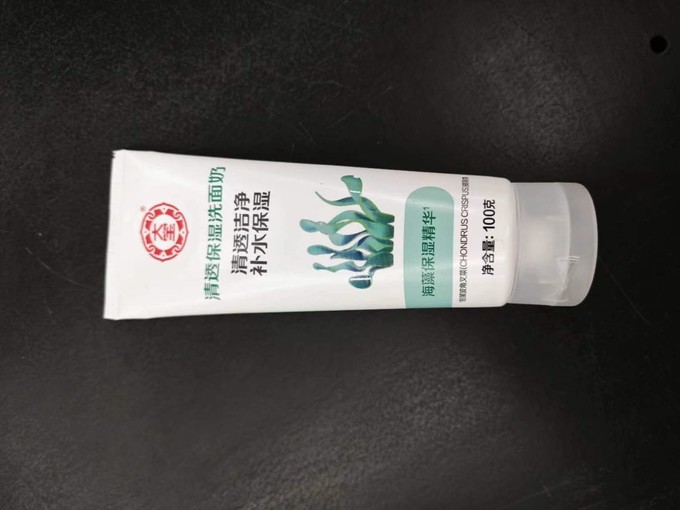 大宝
®
清透保湿洗面奶
清透洁净
补水保湿
海藻保湿精华¹
(CHONDRUS CRISPUS)
净含量:100克